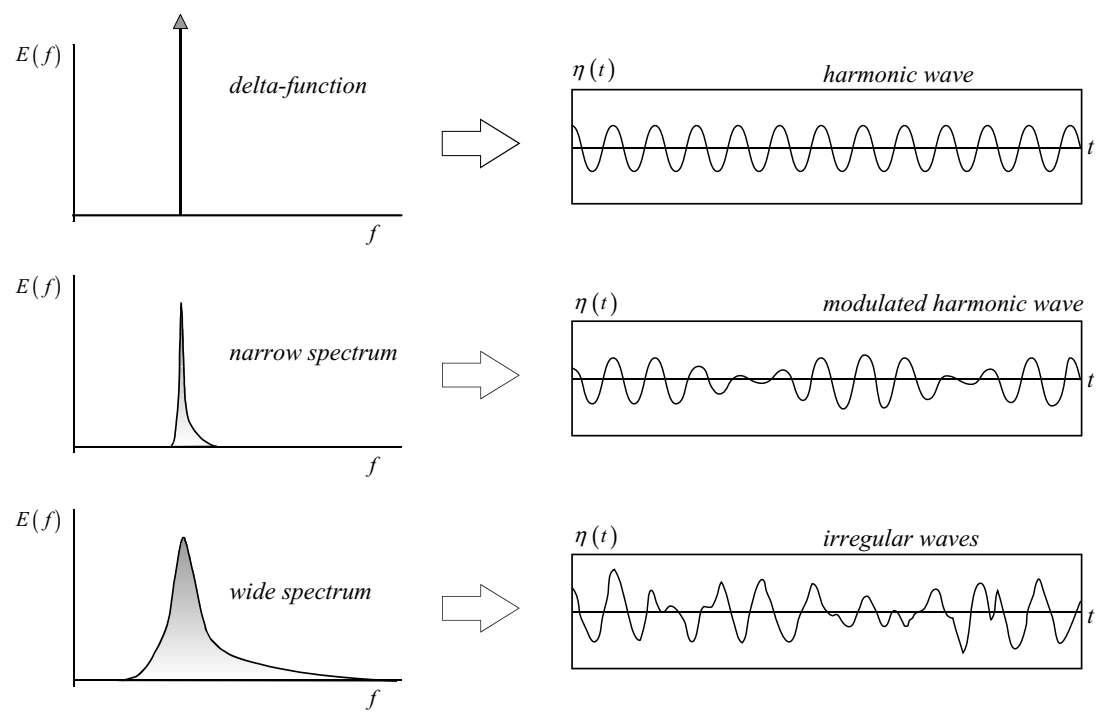 E(f)
delta-function
f
η(t)
harmonic wave
t
E(f)
narrow spectrum
f
η(t)
modulated harmonic wave
t
E(f)
wide spectrum
f
η(t)
irregular waves
t